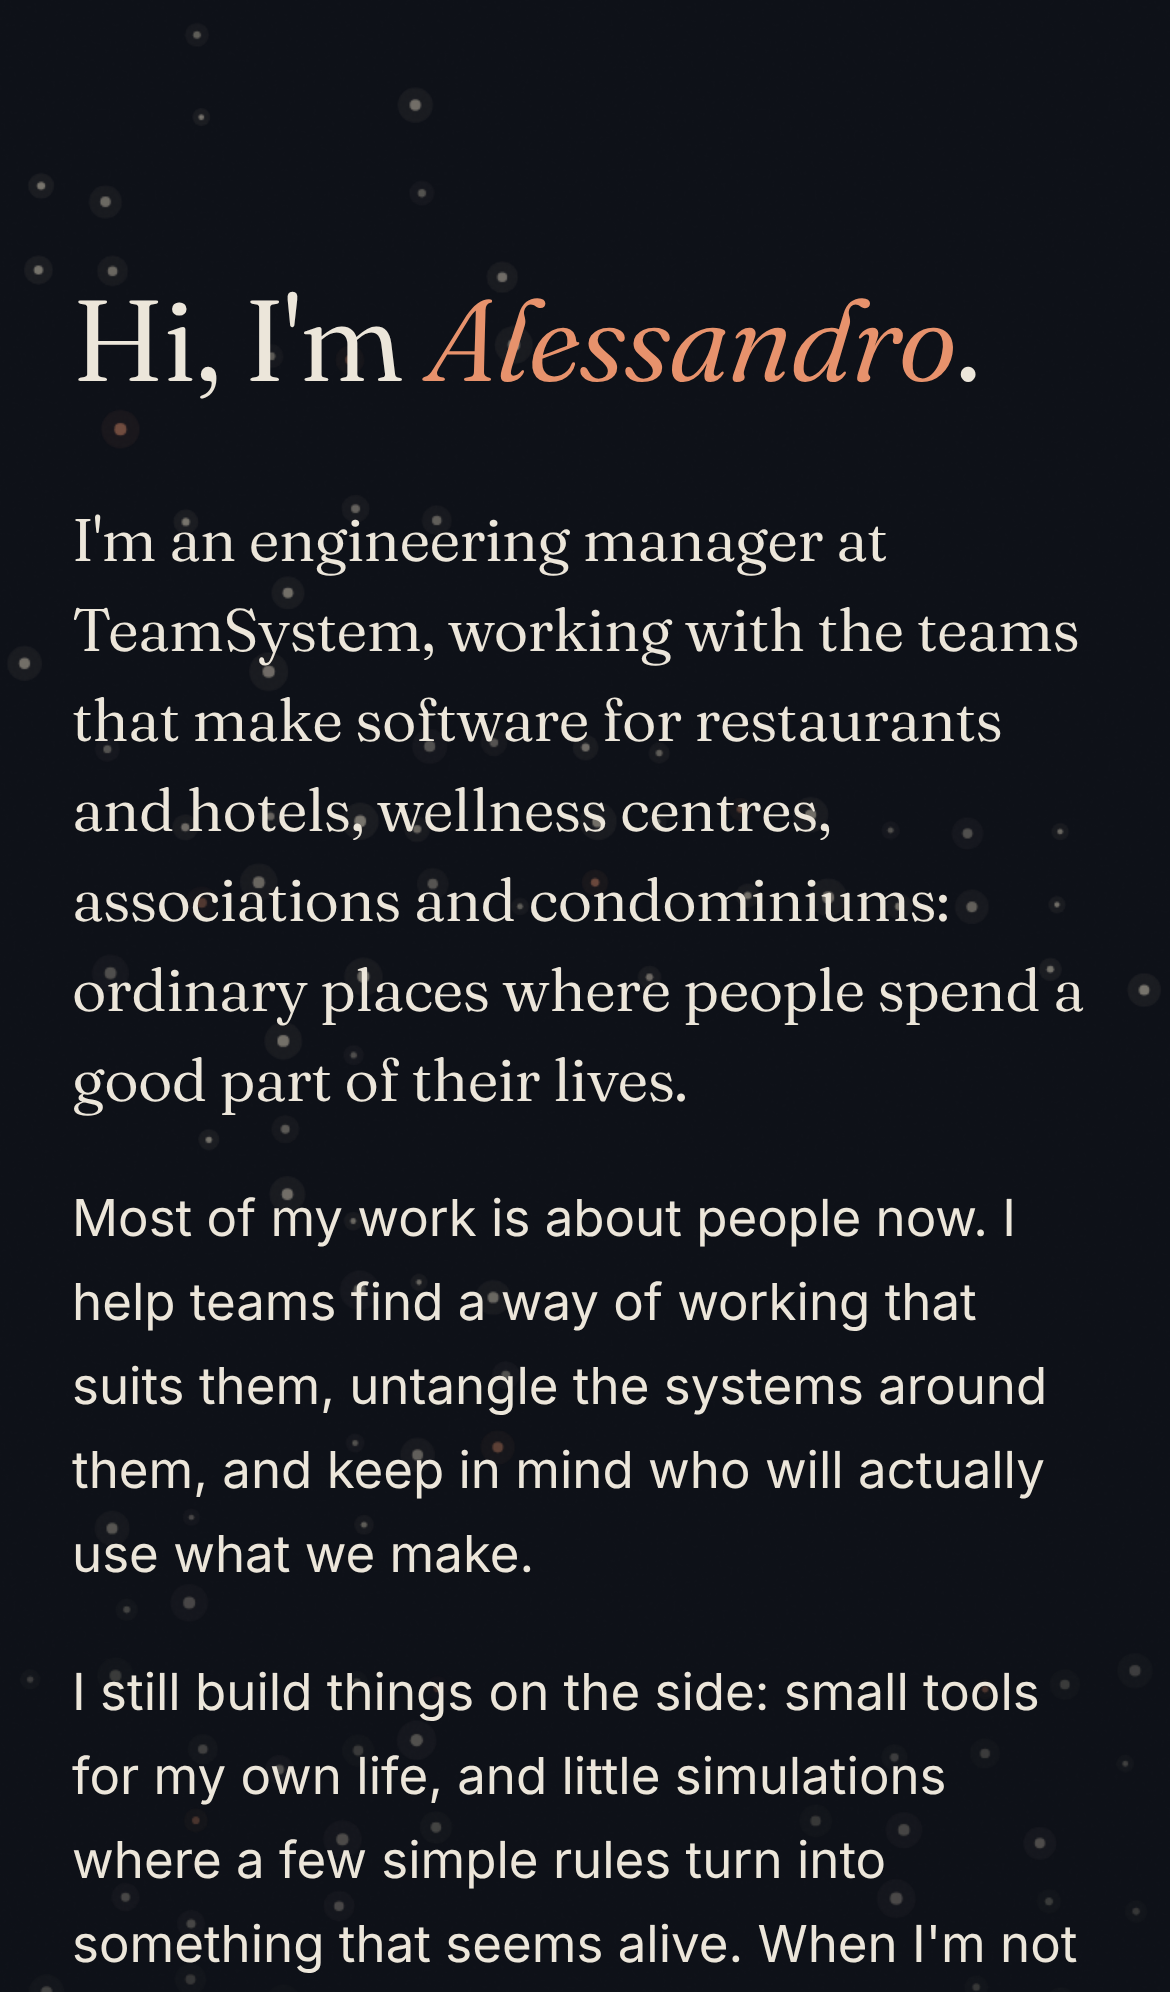 Hi, I'm Alessandro.
I'm an engineering manager at
TeamSystem, working with the teams
that make software for restaurants
and hotels, wellness centres,
associations and condominiums:
ordinary places where people spend a
good part of their lives.
Most of my work is about people now. I
help teams find a way of working that
suits them, untangle the systems around
them, and keep in mind who will actually
use what we make.
I still build things on the side: small tools
for my own life, and little simulations
where a few simple rules turn into
something that seems alive. When I'm not